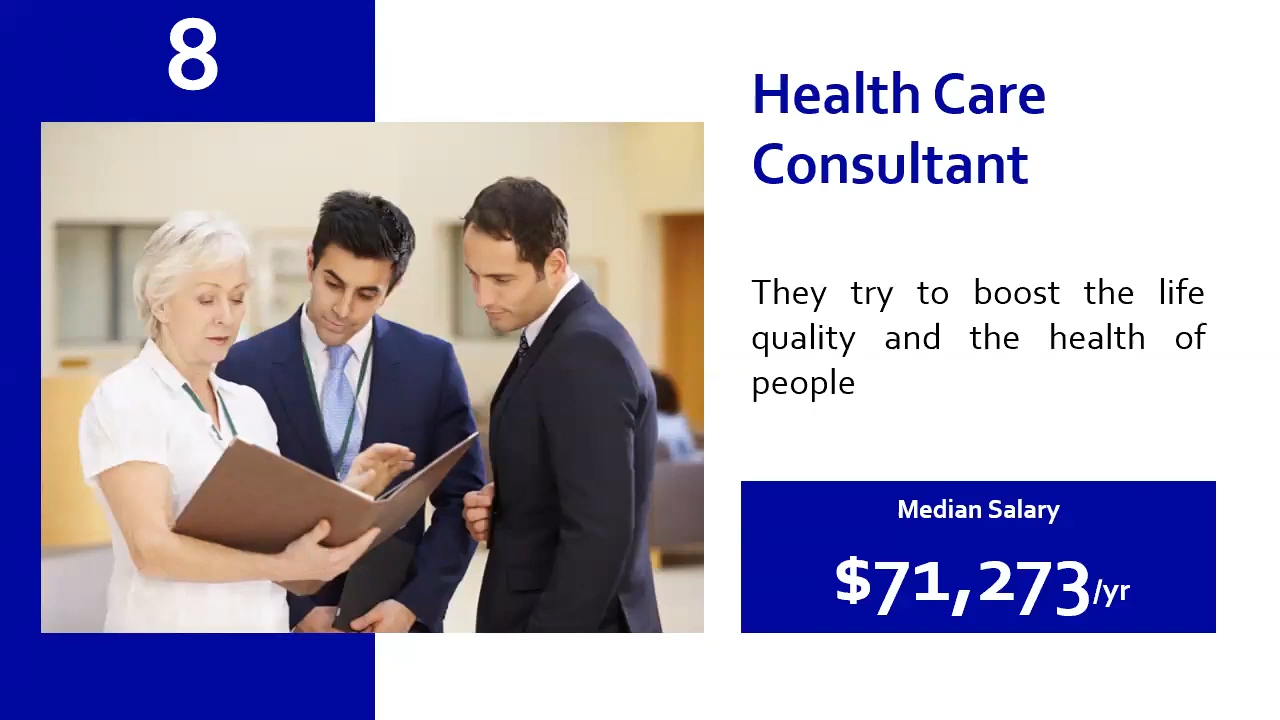 8
Health Care
Consultant
They try to boost the life
quality and the health of
people
Median Salary
$71,273/yr